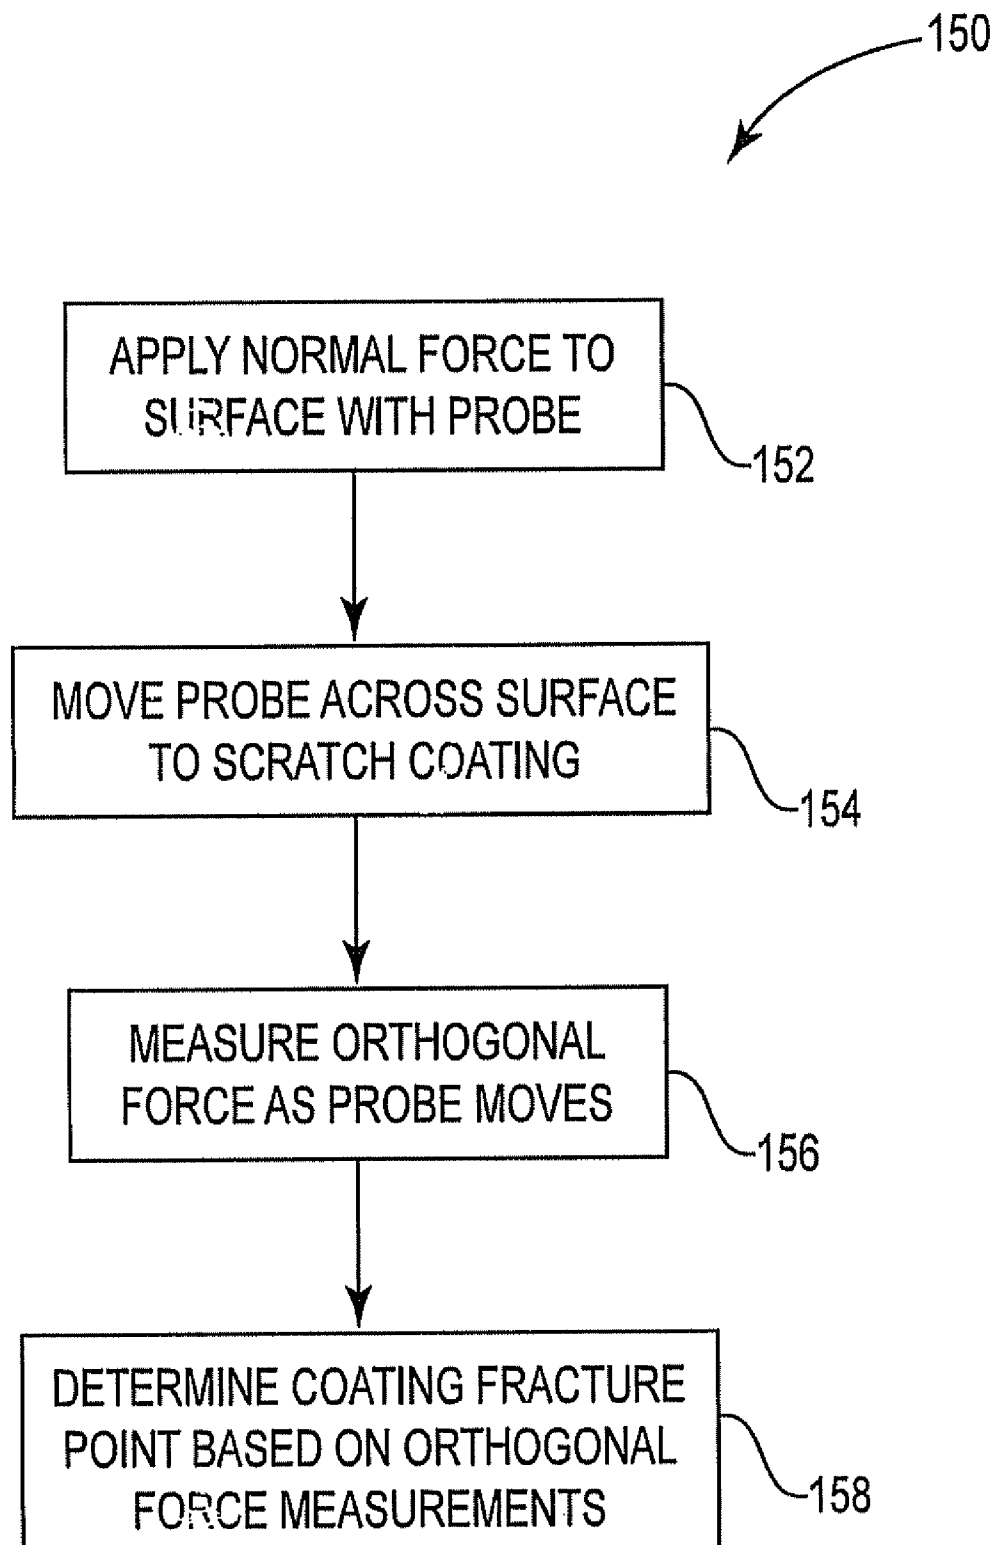 150
APPLY NORMAL FORCE TO
SURFACE WITH PROBE
152
MOVE PROBE ACROSS SURFACE
TO SCRATCH COATING
154
MEASURE ORTHOGONAL
FORCE AS PROBE MOVES
156
DETERMINE COATING FRACTURE
POINT BASED ON ORTHOGONAL
FORCE MEASUREMENTS
158